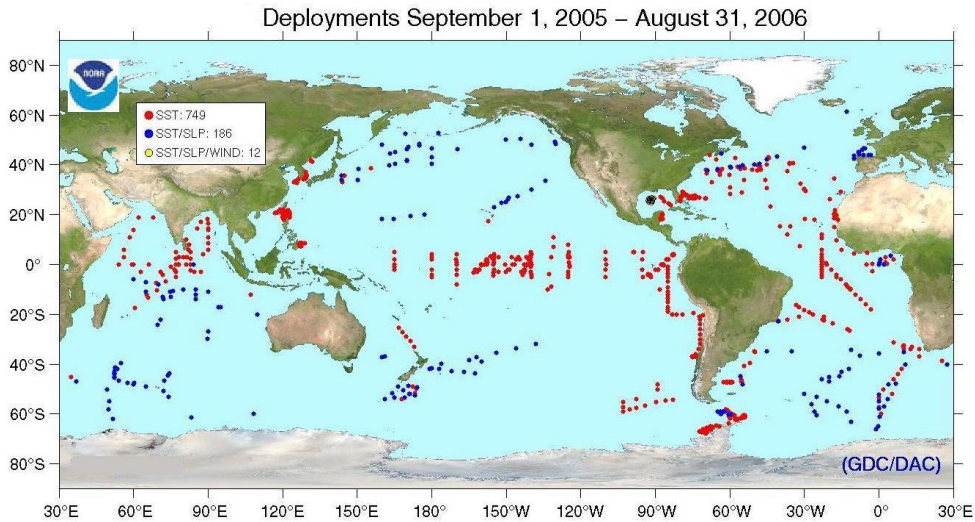 Deployments September 1, 2005 – August 31, 2006
80°N
60°N
40°N
20°N
0°
20°S
40°S
60°S
80°S
NOAA
SST: 749
SST/SLP: 186
SST/SLP/WIND: 12
(GDC/DAC)
30°E
60°E
90°E
120°E
150°E
180°E
150°W
120°W
90°W
60°W
30°W
0°
30°E